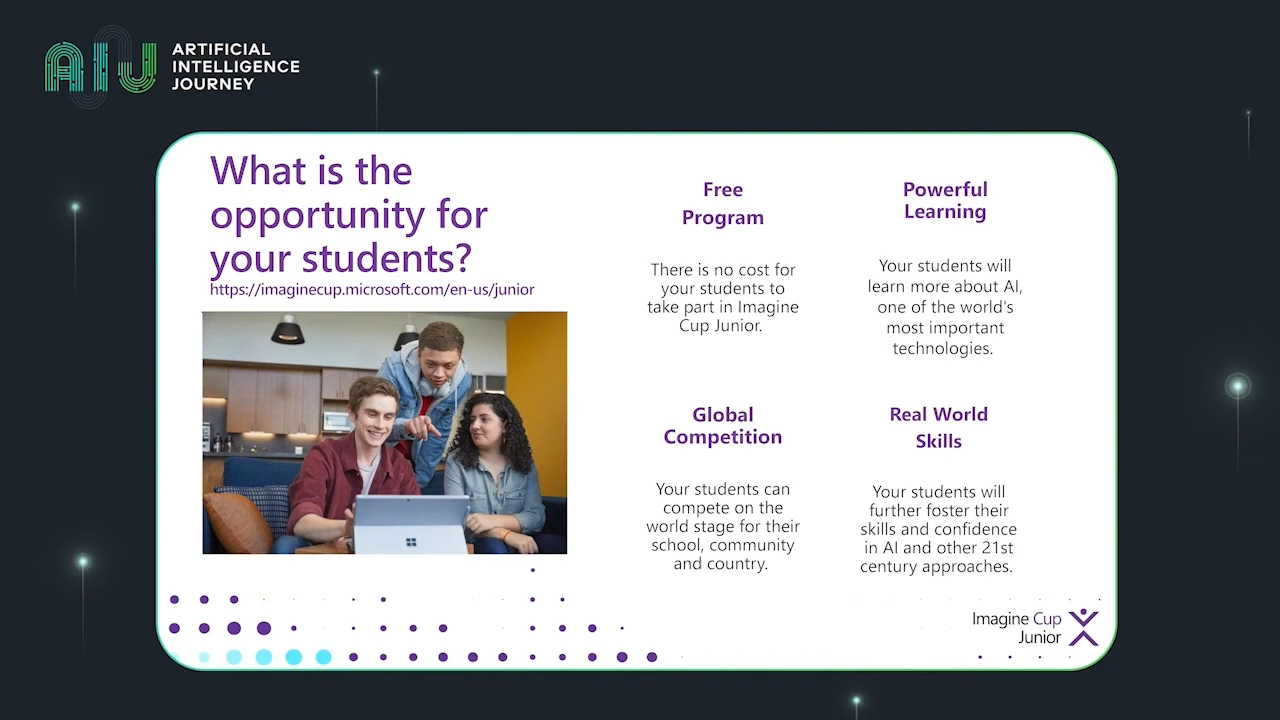 ARTIFICIAL
INTELLIGENCE
JOURNEY
What is the
opportunity for
your students?
https://imaginecup.microsoft.com/en-us/junior
Free
Program
There is no cost for
your students to
take part in Imagine
Cup Junior.
Powerful
Learning
Your students will
learn more about AI,
one of the world's
most important
technologies.
Global
Competition
Your students can
compete on the
world stage for their
school, community
and country.
Real World
Skills
Your students will
further foster their
skills and confidence
in AI and other 21st
century approaches.
Imagine Cup
Junior